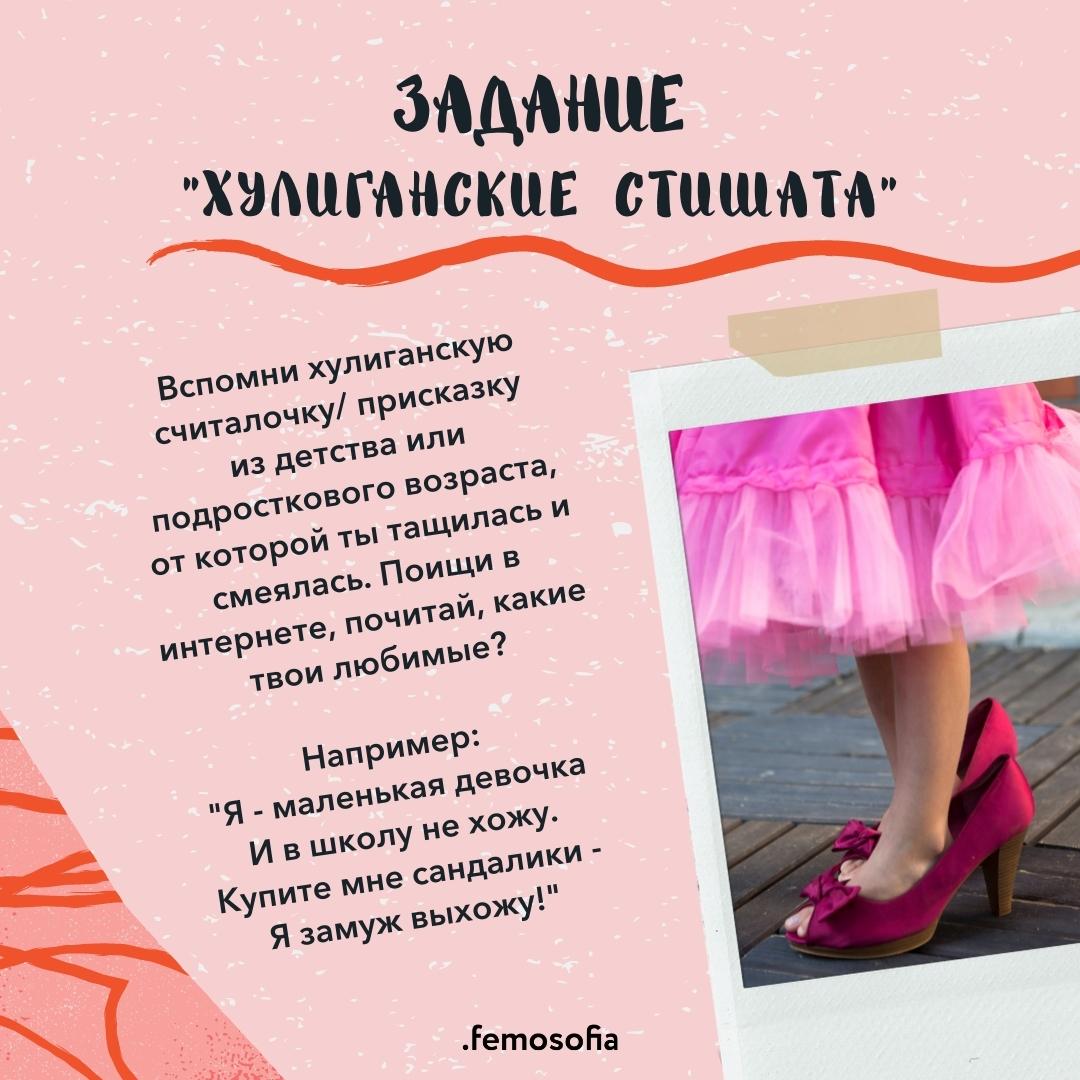 ЗАДАНИЕ
"ХУЛИГАНСКИЕ СТИШАТА"
Вспомни хулиганскую
считалочку/ присказку
из детства или
подросткового возраста,
от которой ты тащилась и
смеялась. Поищи в
интернете, почитай, какие
твои любимые?
Например:
"Я - маленькая девочка
И в школу не хожу.
Купите мне сандалики -
Я замуж выхожу!"
.femosofia